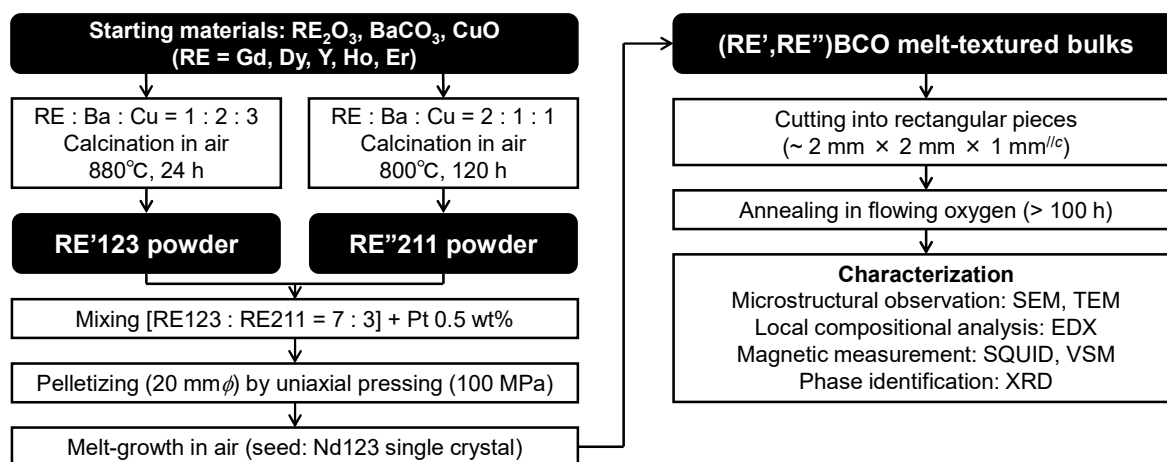 Starting materials: RE₂O₃, BaCO₃, CuO
(RE = Gd, Dy, Y, Ho, Er)
RE : Ba : Cu = 1 : 2 : 3
Calcination in air
880℃, 24 h
RE : Ba : Cu = 2 : 1 : 1
Calcination in air
800℃, 120 h
RE’123 powder
RE”211 powder
Mixing [RE123 : RE211 = 7 : 3] + Pt 0.5 wt%
Pelletizing (20 mmϕ) by uniaxial pressing (100 MPa)
Melt-growth in air (seed: Nd123 single crystal)
(RE’,RE”)BCO melt-textured bulks
Cutting into rectangular pieces
(~ 2 mm × 2 mm × 1 mm//c)
Annealing in flowing oxygen (> 100 h)
Characterization
Microstructural observation: SEM, TEM
Local compositional analysis: EDX
Magnetic measurement: SQUID, VSM
Phase identification: XRD